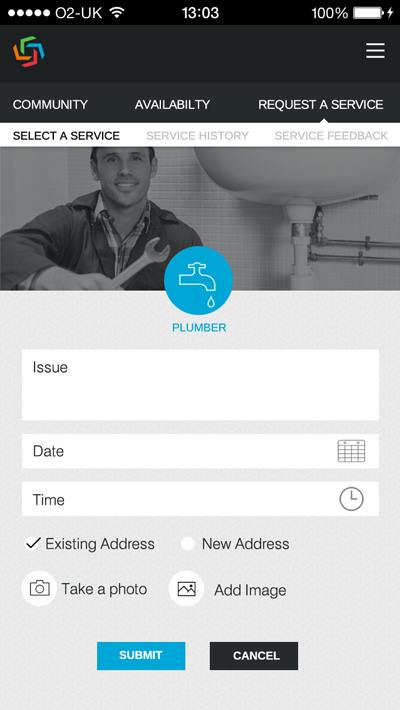 O2-UK 13:03 100%
COMMUNITY AVAILABILTY REQUEST A SERVICE
SELECT A SERVICE SERVICE HISTORY SERVICE FEEDBACK
PLUMBER
Issue
Date
Time
Existing Address New Address
Take a photo Add Image
SUBMIT CANCEL